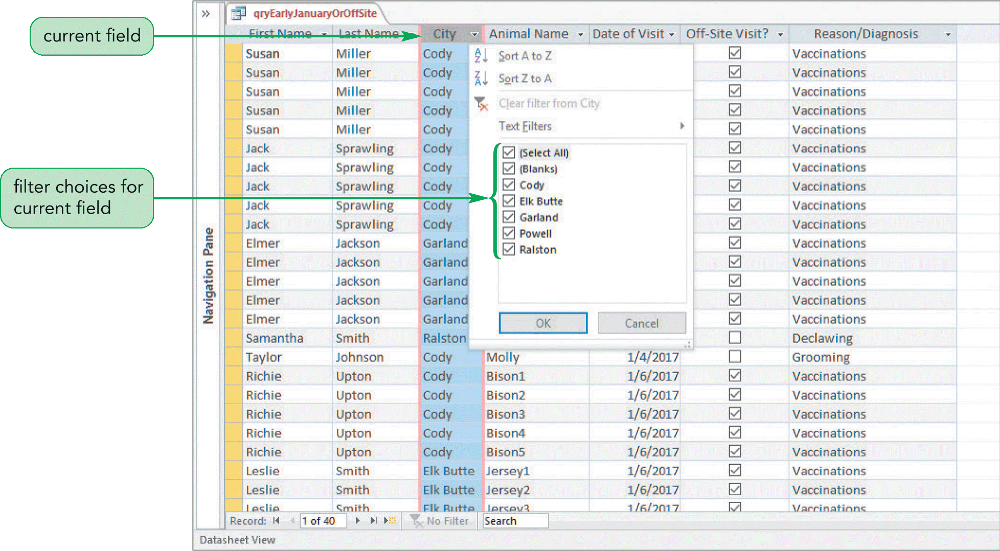 qryEarlyJanuaryOrOffSite
current field
First Name Last Name City Animal Name Date of Visit Off-Site Visit? Reason/Diagnosis
Susan Miller Cody Vaccinations
Susan Miller Cody Vaccinations
Susan Miller Cody Vaccinations
Susan Miller Cody Vaccinations
Susan Miller Cody Vaccinations
Jack Sprawling Cody Vaccinations
Jack Sprawling Cody Vaccinations
Jack Sprawling Cody Vaccinations
Jack Sprawling Cody Vaccinations
Jack Sprawling Cody Vaccinations
Elmer Jackson Garland Vaccinations
Elmer Jackson Garland Vaccinations
Elmer Jackson Garland Vaccinations
Elmer Jackson Garland Vaccinations
Elmer Jackson Garland Vaccinations
Samantha Smith Ralston Declawing
Taylor Johnson Cody Molly 1/4/2017 Grooming
Richie Upton Cody Bison1 1/6/2017 Vaccinations
Richie Upton Cody Bison2 1/6/2017 Vaccinations
Richie Upton Cody Bison3 1/6/2017 Vaccinations
Richie Upton Cody Bison4 1/6/2017 Vaccinations
Richie Upton Cody Bison5 1/6/2017 Vaccinations
Leslie Smith Elk Butte Jersey1 1/6/2017 Vaccinations
Leslie Smith Elk Butte Jersey2 1/6/2017 Vaccinations
Leslie Smith Elk Butte Jersey3 1/6/2017 Vaccinations
Sort A to Z
Sort Z to A
Clear filter from City
Text Filters
(Select All)
(Blanks)
Cody
Elk Butte
Garland
Powell
Ralston
OK Cancel
filter choices for
current field
Navigation Pane
Record: 1 of 40 No Filter Search
Datasheet View